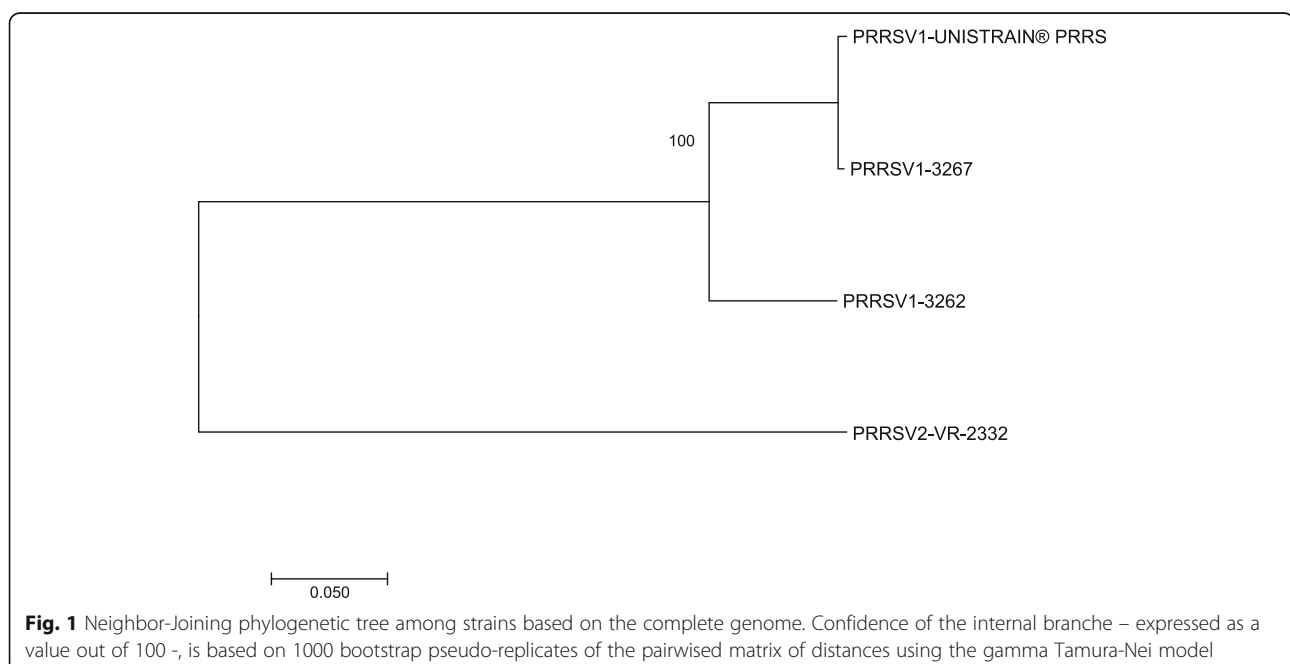 PRRSV1-UNISTRAIN® PRRS
100
PRRSV1-3267
PRRSV1-3262
PRRSV2-VR-2332
0.050
Fig. 1 Neighbor-Joining phylogenetic tree among strains based on the complete genome. Confidence of the internal branche – expressed as a
value out of 100 -, is based on 1000 bootstrap pseudo-replicates of the pairwised matrix of distances using the gamma Tamura-Nei model